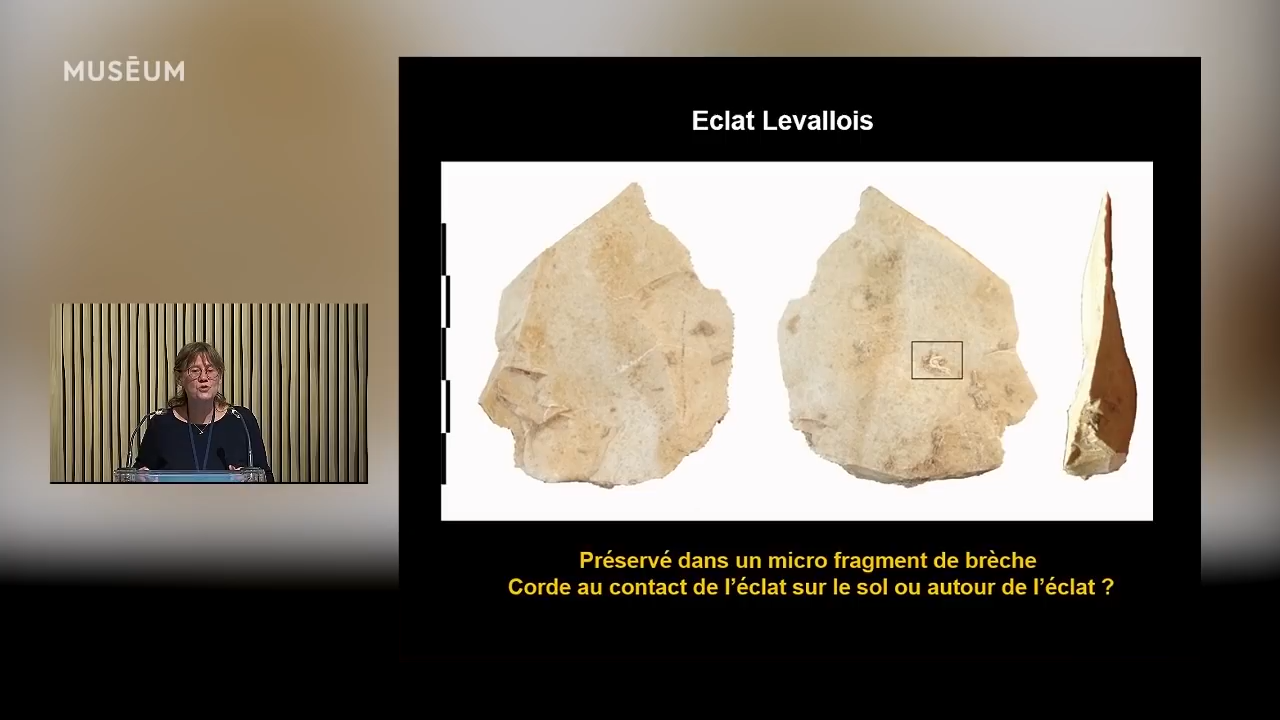 MUSĒUM
Eclat Levallois
Préservé dans un micro fragment de brèche
Corde au contact de l’éclat sur le sol ou autour de l’éclat ?